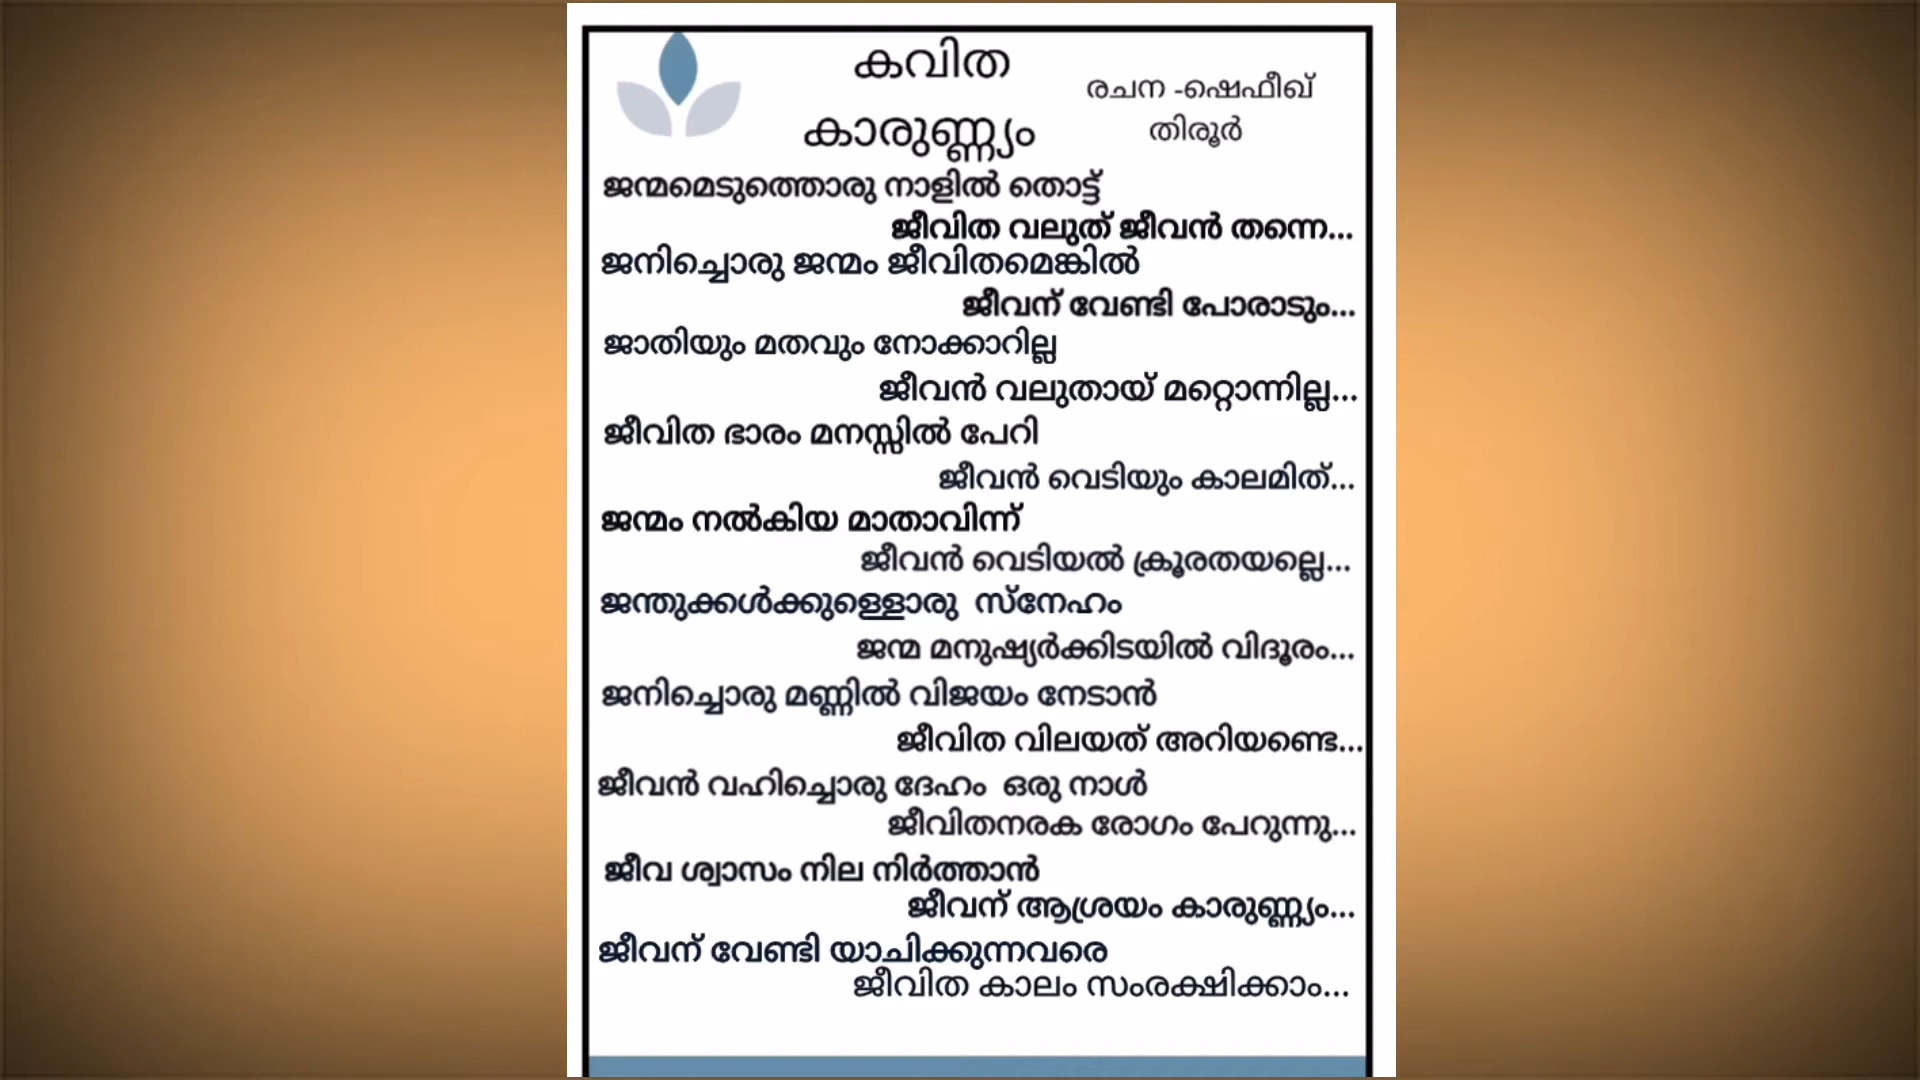 കവിത
കാരുണ്ണ്യം
രചന -ഷെഫീഖ്
തിരൂർ
ജന്മമെടുത്തൊരു നാളിൽ തൊട്ട്
ജീവിത വലുത് ജീവൻ തന്നെ...
ജനിച്ചൊരു ജന്മം ജീവിതമെങ്കിൽ
ജീവന് വേണ്ടി പോരാടും...
ജാതിയും മതവും നോക്കാറില്ല
ജീവൻ വലുതായ് മറ്റൊന്നില്ല...
ജീവിത ഭാരം മനസ്സിൽ പേറി
ജീവൻ വെടിയും കാലമിത്...
ജന്മം നൽകിയ മാതാവിന്ന്
ജീവൻ വെടിയൽ ക്രൂരതയല്ലെ...
ജന്തുക്കൾക്കുള്ളൊരു സ്നേഹം
ജന്മ മനുഷ്യർക്കിടയിൽ വിദൂരം...
ജനിച്ചൊരു മണ്ണിൽ വിജയം നേടാൻ
ജീവിത വിലയത് അറിയണ്ടെ...
ജീവൻ വഹിച്ചൊരു ദേഹം ഒരു നാൾ
ജീവിതനരക രോഗം പേറുന്നു...
ജീവ ശ്വാസം നില നിർത്താൻ
ജീവന് ആശ്രയം കാരുണ്ണ്യം...
ജീവന് വേണ്ടി യാചിക്കുന്നവരെ
ജീവിത കാലം സംരക്ഷിക്കാം...